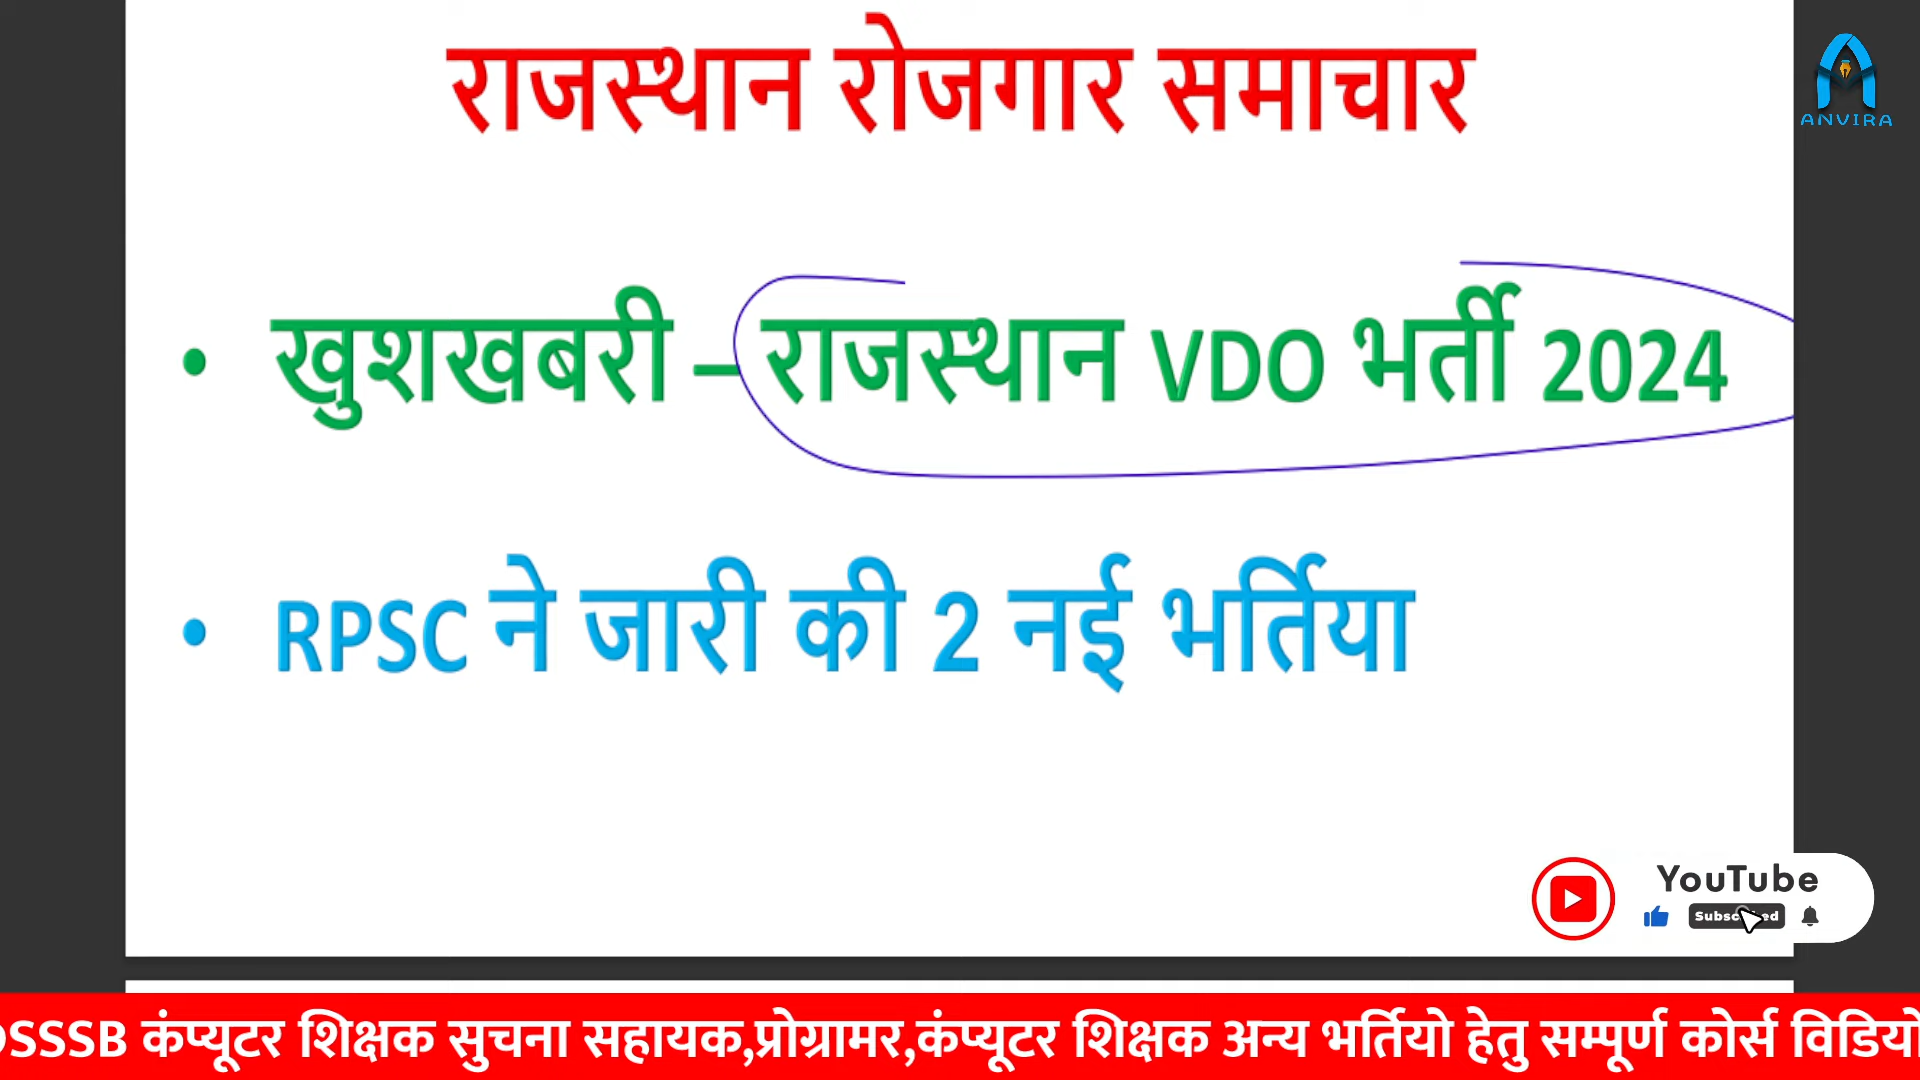 राजस्थान रोजगार समाचार
ANVIRA
• खुशखबरी – राजस्थान VDO भर्ती 2024
• RPSC ने जारी की 2 नई भर्तिया
YouTube
DSSSB कंप्यूटर शिक्षक सुचना सहायक,प्रोग्रामर,कंप्यूटर शिक्षक अन्य भर्तियो हेतु सम्पूर्ण कोर्स विडियो